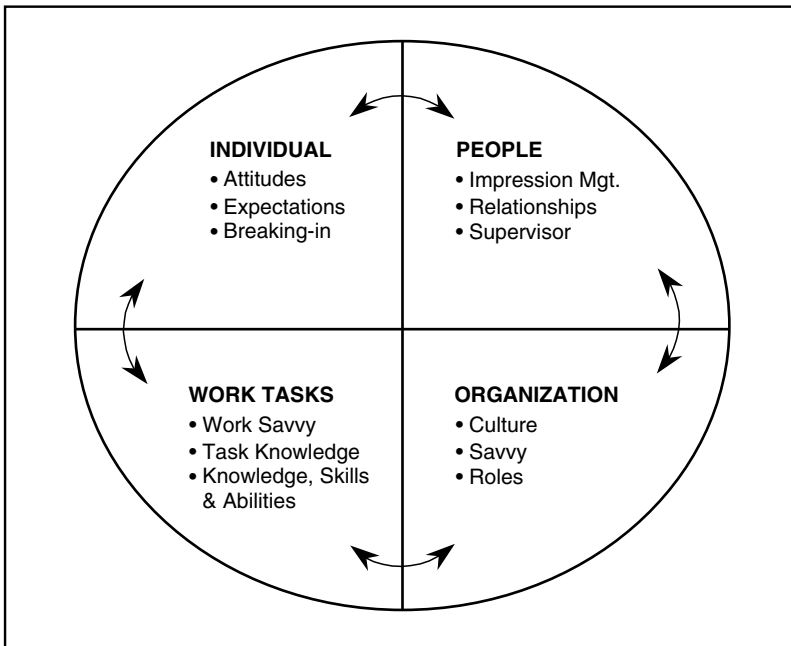 INDIVIDUAL
• Attitudes
• Expectations
• Breaking-in
PEOPLE
• Impression Mgt.
• Relationships
• Supervisor
WORK TASKS
• Work Savvy
• Task Knowledge
• Knowledge, Skills
& Abilities
ORGANIZATION
• Culture
• Savvy
• Roles